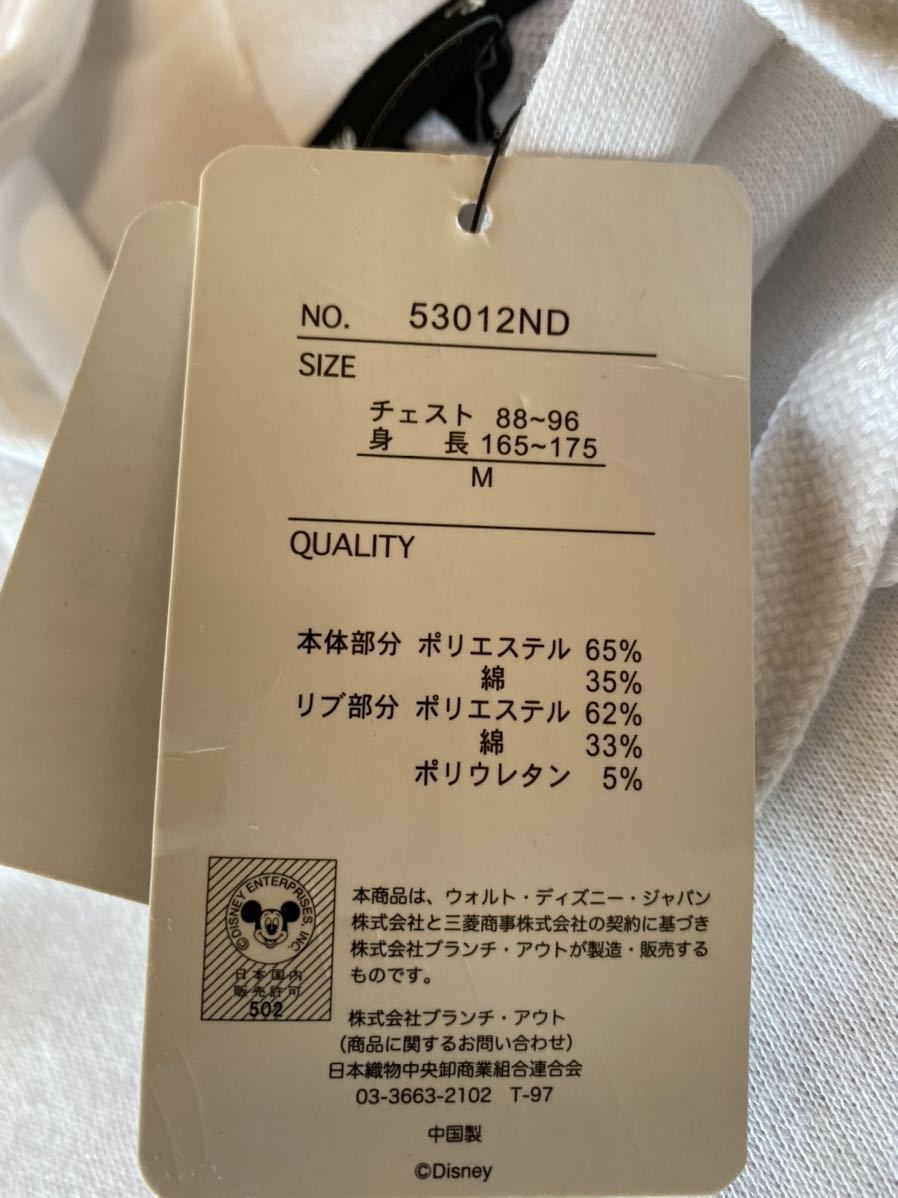 NO. 53012ND
SIZE
チェスト 88~96
身 長 165~175
M
QUALITY
本体部分 ポリエステル 65%
綿 35%
リブ部分 ポリエステル 62%
綿 33%
ポリウレタン 5%
©DISNEY ENTERPRISES, INC.
日本国内
販売許可
502
本商品は、ウォルト・ディズニー・ジャパン
株式会社と三菱商事株式会社の契約に基づき
株式会社ブランチ・アウトが製造・販売する
ものです。
株式会社ブランチ・アウト
(商品に関するお問い合わせ)
日本織物中央卸商業組合連合会
03-3663-2102 T-97
中国製
©Disney